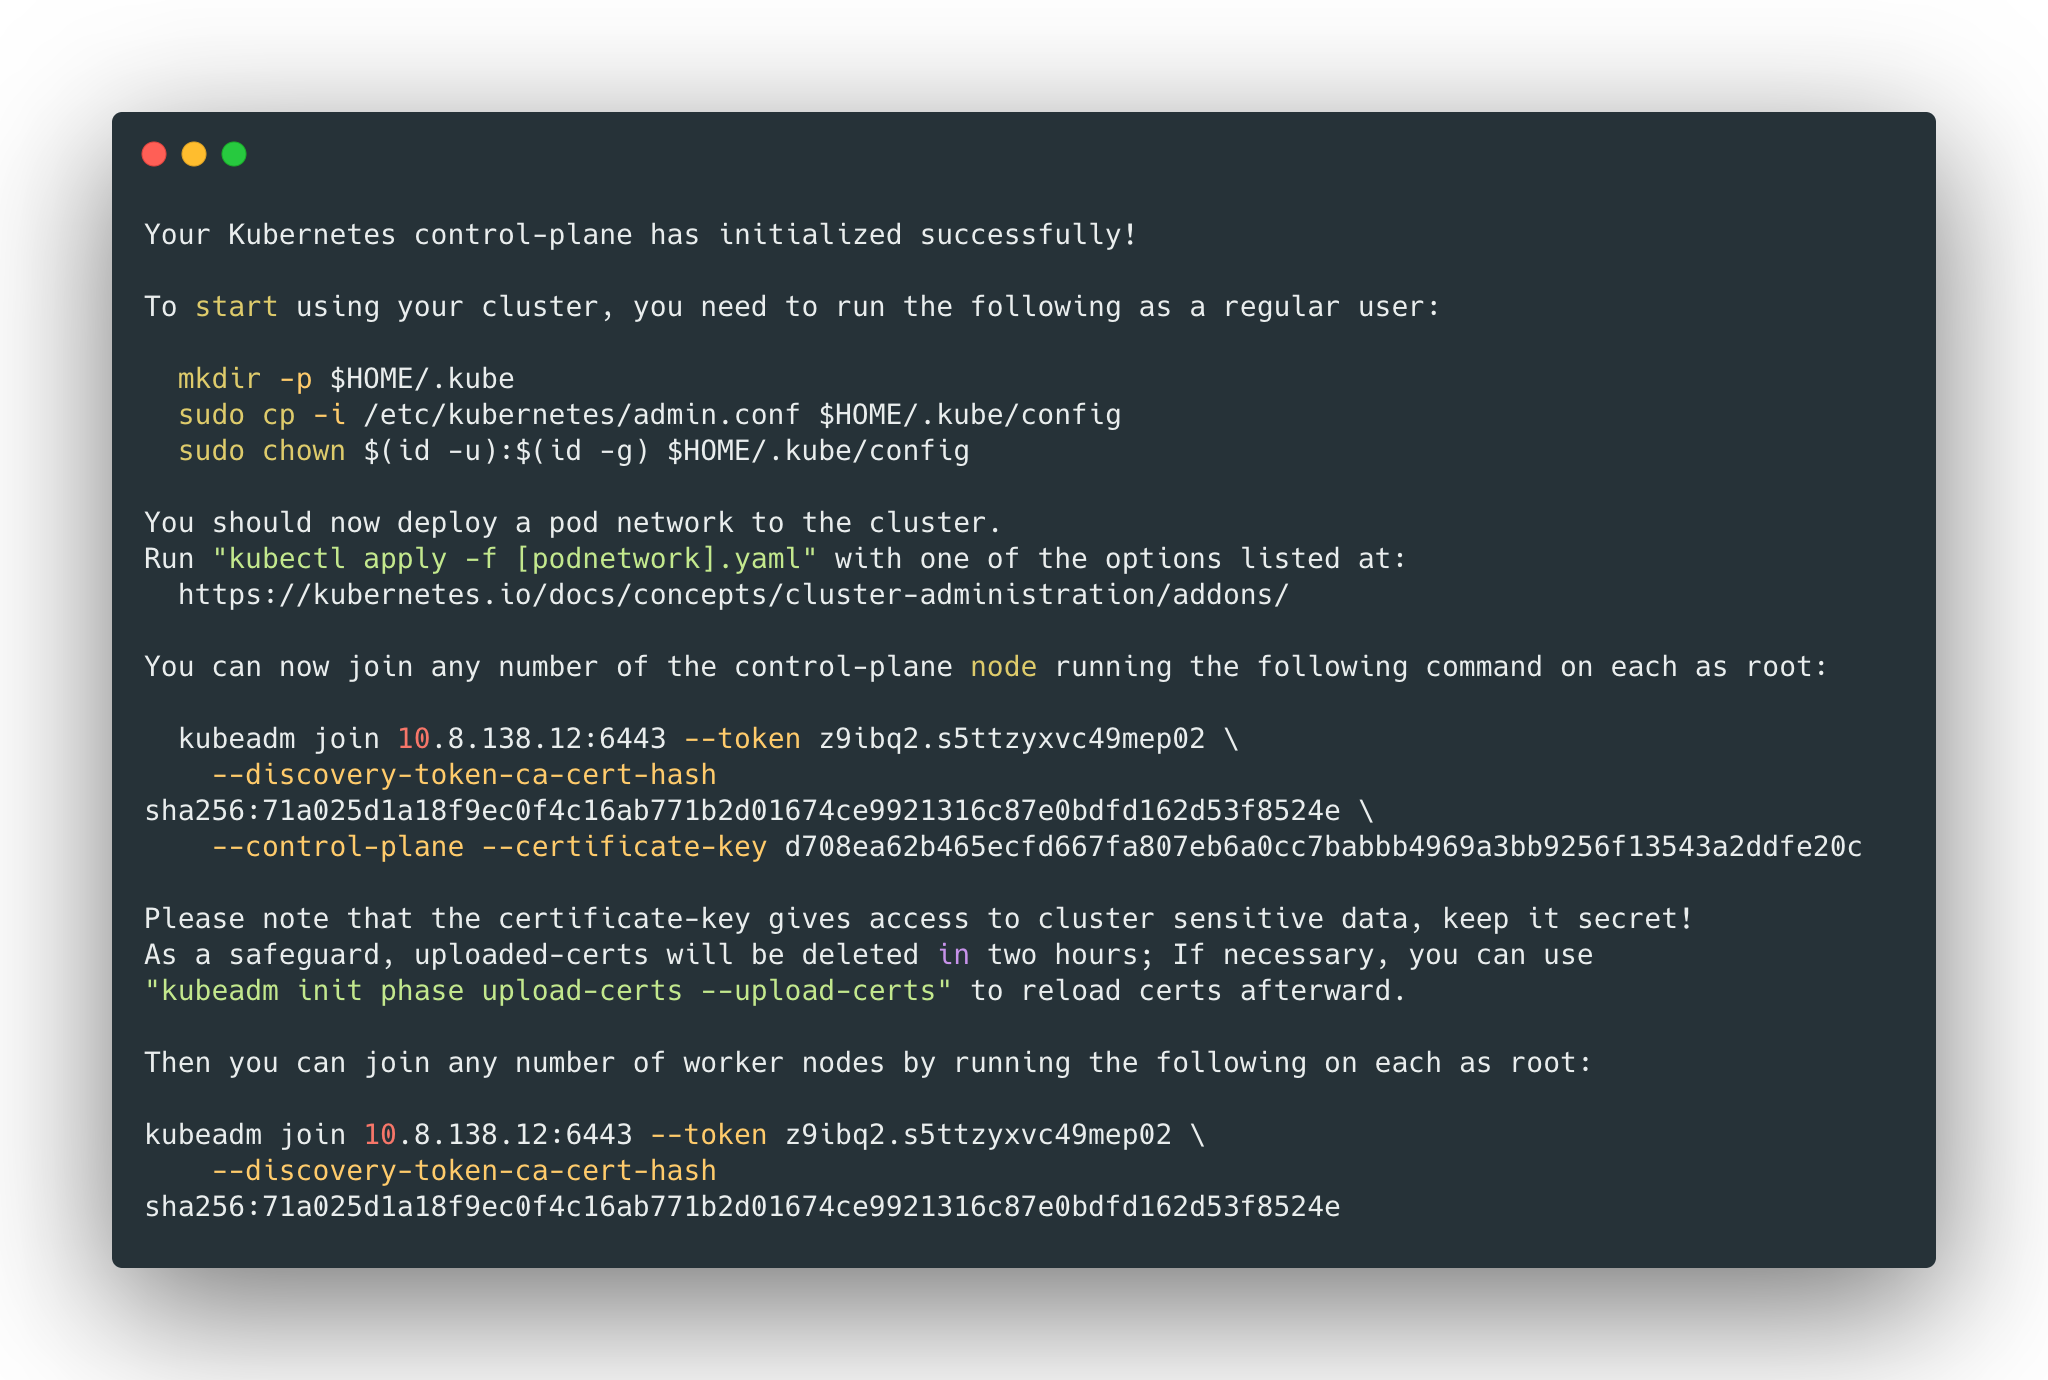 Your Kubernetes control-plane has initialized successfully!
To start using your cluster, you need to run the following as a regular user:
mkdir -p $HOME/.kube
sudo cp -i /etc/kubernetes/admin.conf $HOME/.kube/config
sudo chown $(id -u):$(id -g) $HOME/.kube/config
You should now deploy a pod network to the cluster.
Run "kubectl apply -f [podnetwork].yaml" with one of the options listed at:
https://kubernetes.io/docs/concepts/cluster-administration/addons/
You can now join any number of the control-plane node running the following command on each as root:
kubeadm join 10.8.138.12:6443 --token z9ibq2.s5ttzyxvc49mep02 \
--discovery-token-ca-cert-hash
sha256:71a025d1a18f9ec0f4c16ab771b2d01674ce9921316c87e0bdfd162d53f8524e \
--control-plane --certificate-key d708ea62b465ecfd667fa807eb6a0cc7babbb4969a3bb9256f13543a2ddfe20c
Please note that the certificate-key gives access to cluster sensitive data, keep it secret!
As a safeguard, uploaded-certs will be deleted in two hours; If necessary, you can use
"kubeadm init phase upload-certs --upload-certs" to reload certs afterward.
Then you can join any number of worker nodes by running the following on each as root:
kubeadm join 10.8.138.12:6443 --token z9ibq2.s5ttzyxvc49mep02 \
--discovery-token-ca-cert-hash
sha256:71a025d1a18f9ec0f4c16ab771b2d01674ce9921316c87e0bdfd162d53f8524e